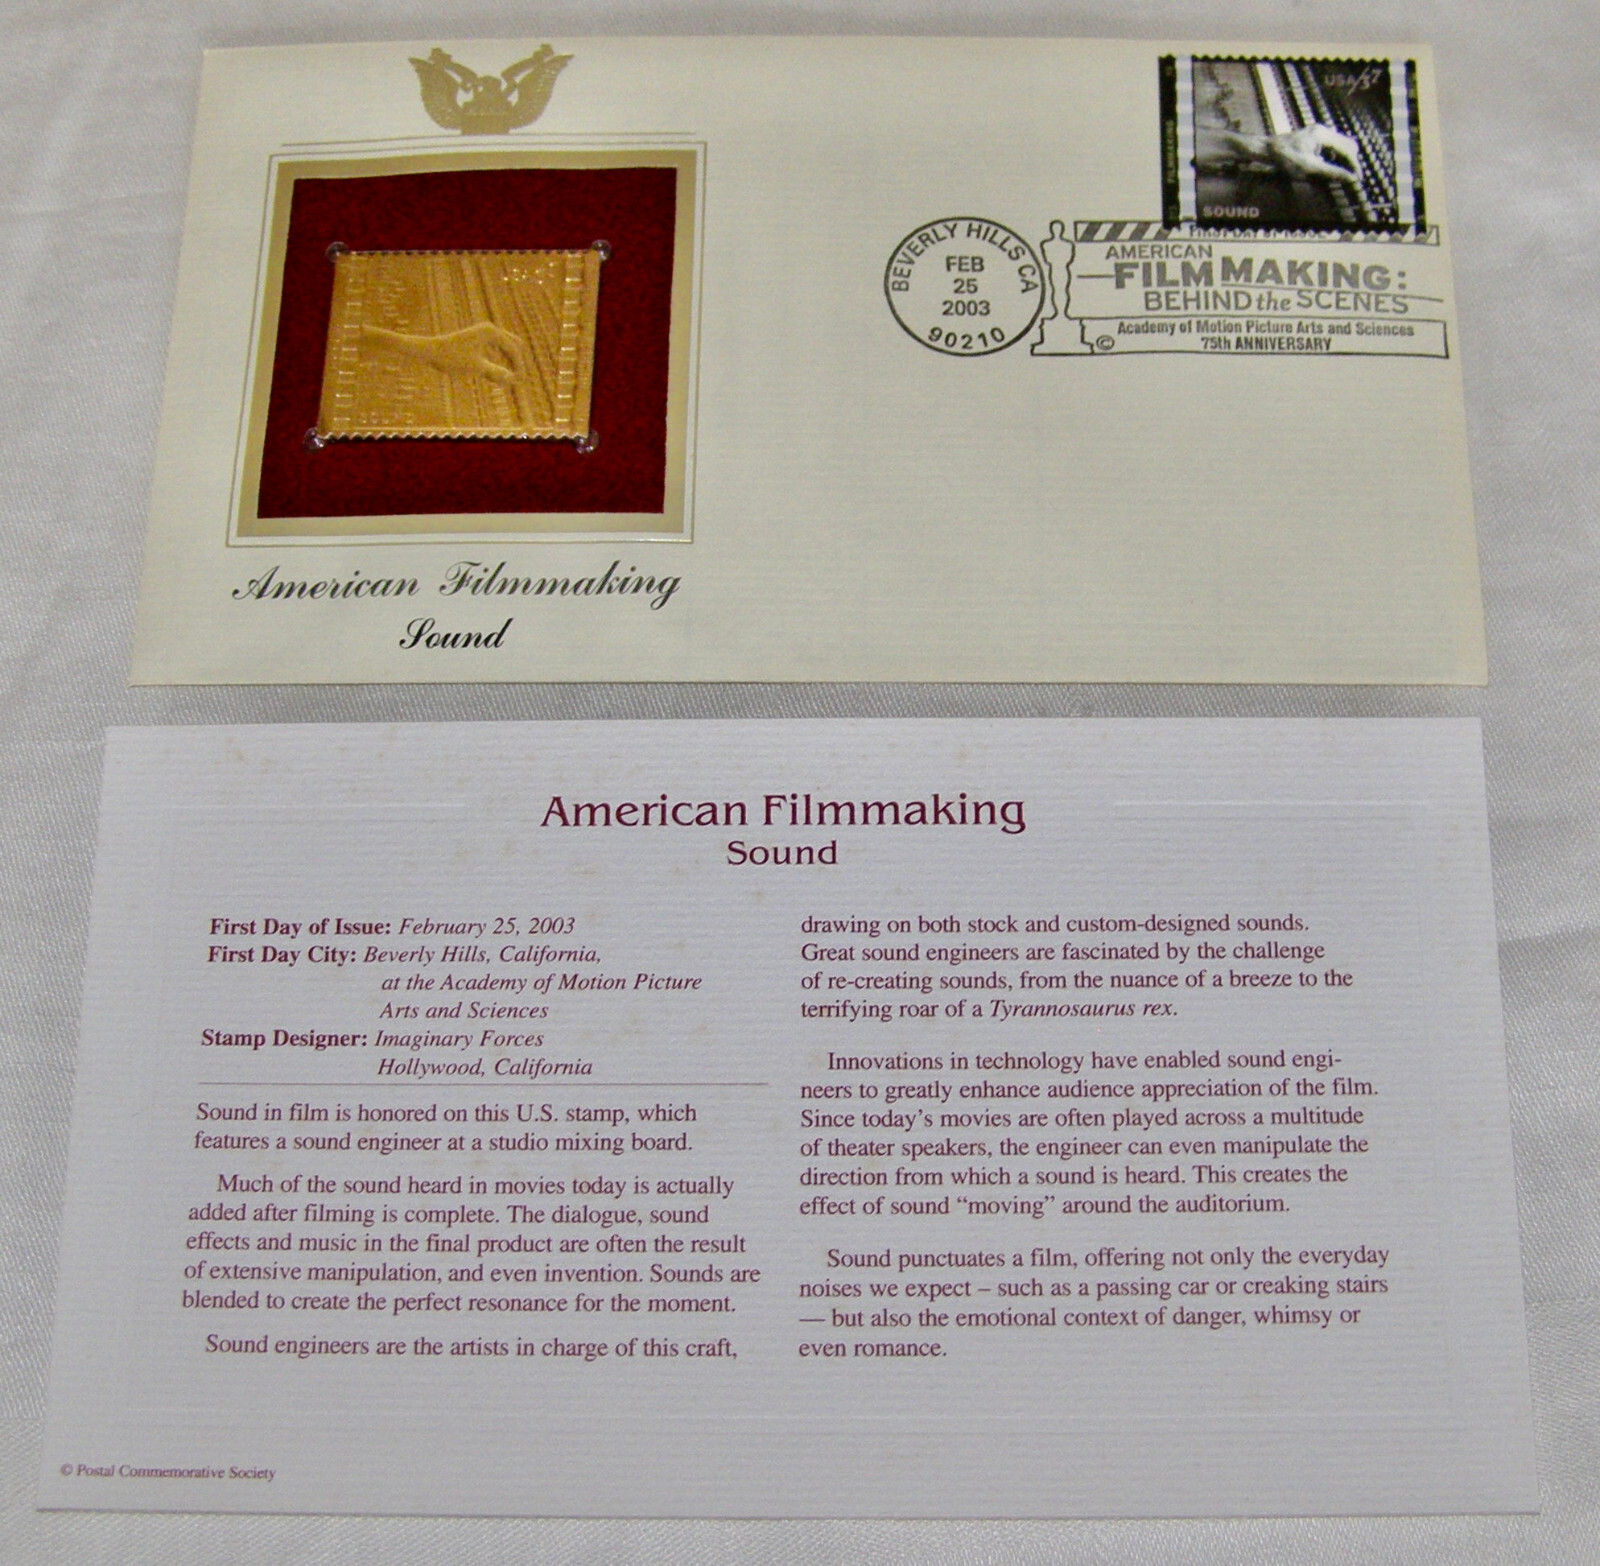 USA/37
FILMMAKING
SOUND
BEVERLY HILLS CA
FEB
25
2003
90210
FIRST DAY OF ISSUE
AMERICAN
FILMMAKING:
BEHIND the SCENES
Academy of Motion Picture Arts and Sciences
© 75th ANNIVERSARY
American Filmmaking
Sound
American Filmmaking
Sound
First Day of Issue: February 25, 2003
First Day City: Beverly Hills, California,
at the Academy of Motion Picture
Arts and Sciences
Stamp Designer: Imaginary Forces
Hollywood, California
Sound in film is honored on this U.S. stamp, which
features a sound engineer at a studio mixing board.
Much of the sound heard in movies today is actually
added after filming is complete. The dialogue, sound
effects and music in the final product are often the result
of extensive manipulation, and even invention. Sounds are
blended to create the perfect resonance for the moment.
Sound engineers are the artists in charge of this craft,
drawing on both stock and custom-designed sounds.
Great sound engineers are fascinated by the challenge
of re-creating sounds, from the nuance of a breeze to the
terrifying roar of a Tyrannosaurus rex.
Innovations in technology have enabled sound engi-
neers to greatly enhance audience appreciation of the film.
Since today's movies are often played across a multitude
of theater speakers, the engineer can even manipulate the
direction from which a sound is heard. This creates the
effect of sound “moving” around the auditorium.
Sound punctuates a film, offering not only the everyday
noises we expect – such as a passing car or creaking stairs
— but also the emotional context of danger, whimsy or
even romance.
© Postal Commemorative Society